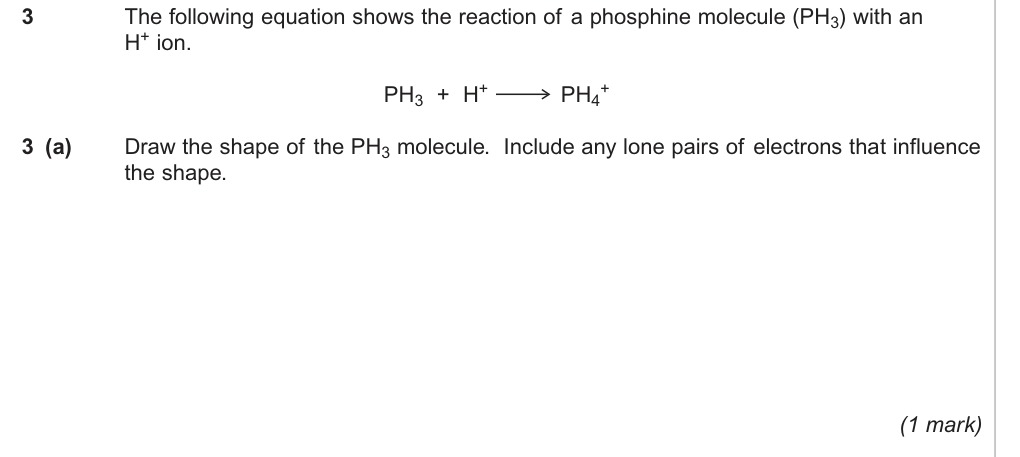 3 The following equation shows the reaction of a phosphine molecule (PH₃) with an
H⁺ ion.
PH₃ + H⁺ ⟶ PH₄⁺
3 (a) Draw the shape of the PH₃ molecule. Include any lone pairs of electrons that influence
the shape.
(1 mark)